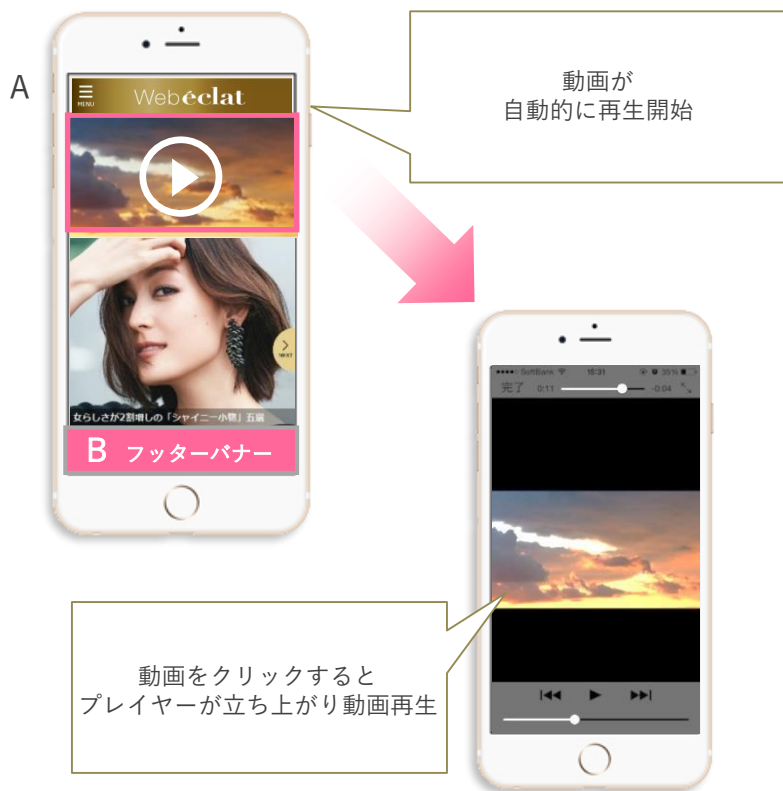 A
MENU
Webéclat
動画が
自動的に再生開始
NEXT
女らしさが2割増しの「シャイニー小物」五選
B フッターバナー
SoftBank 15:31 35%
完了 0:11 -0:04
動画をクリックすると
プレイヤーが立ち上がり動画再生